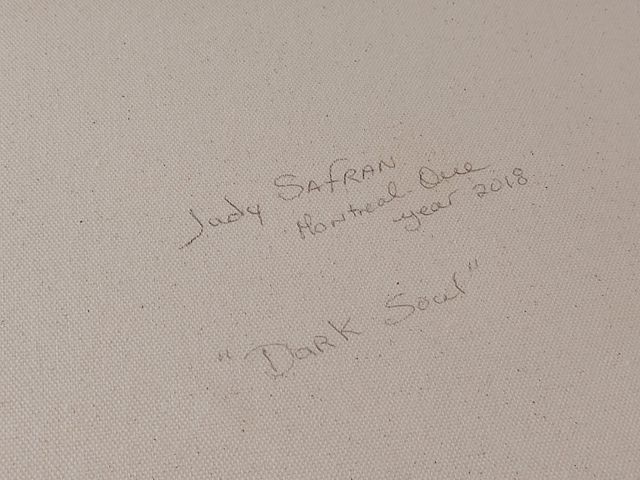 Judy SAFRAN
Montreal. Que
year 2018
"Dark Soul"